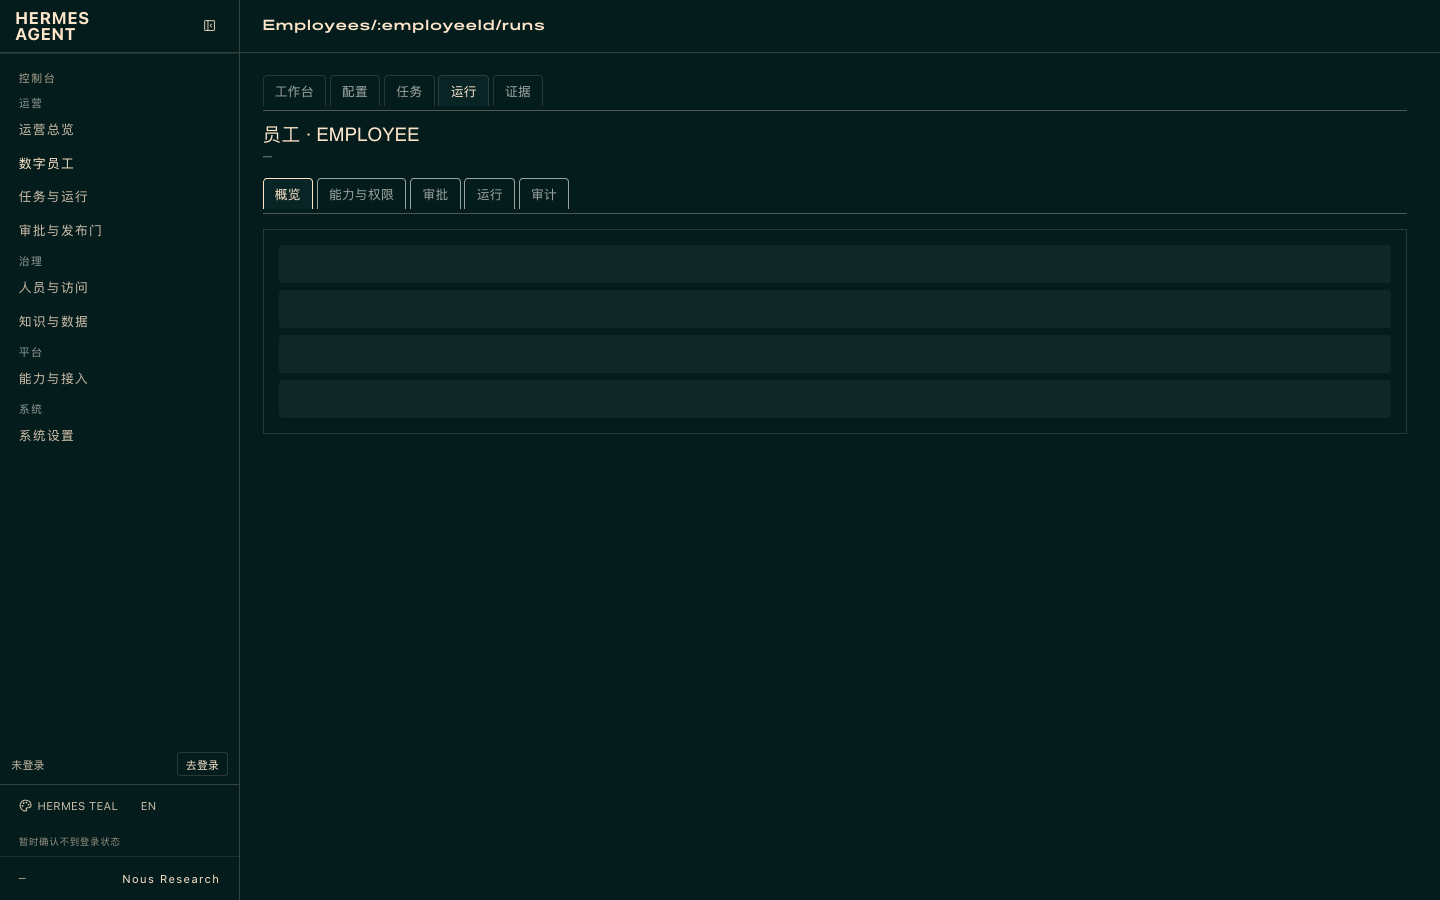 HERMES
AGENT
Employees/:employeeId/runs
控制台
运营
运营总览
数字员工
任务与运行
审批与发布门
治理
人员与访问
知识与数据
平台
能力与接入
系统
系统设置
未登录
去登录
HERMES TEAL EN
暂时确认不到登录状态
— Nous Research
工作台 配置 任务 运行 证据
员工 · EMPLOYEE
—
概览 能力与权限 审批 运行 审计